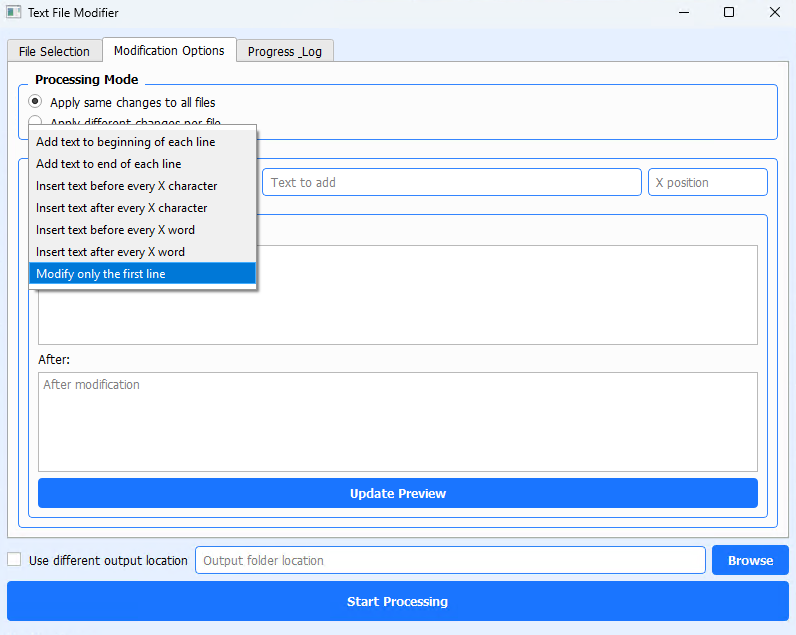 Text File Modifier
File Selection
Modification Options
Progress _Log
Processing Mode
Apply same changes to all files
Apply different changes per file
Add text to beginning of each line
Add text to end of each line
Insert text before every X character
Insert text after every X character
Insert text before every X word
Insert text after every X word
Modify only the first line
Text to add
X position
After:
After modification
Update Preview
Use different output location
Output folder location
Browse
Start Processing